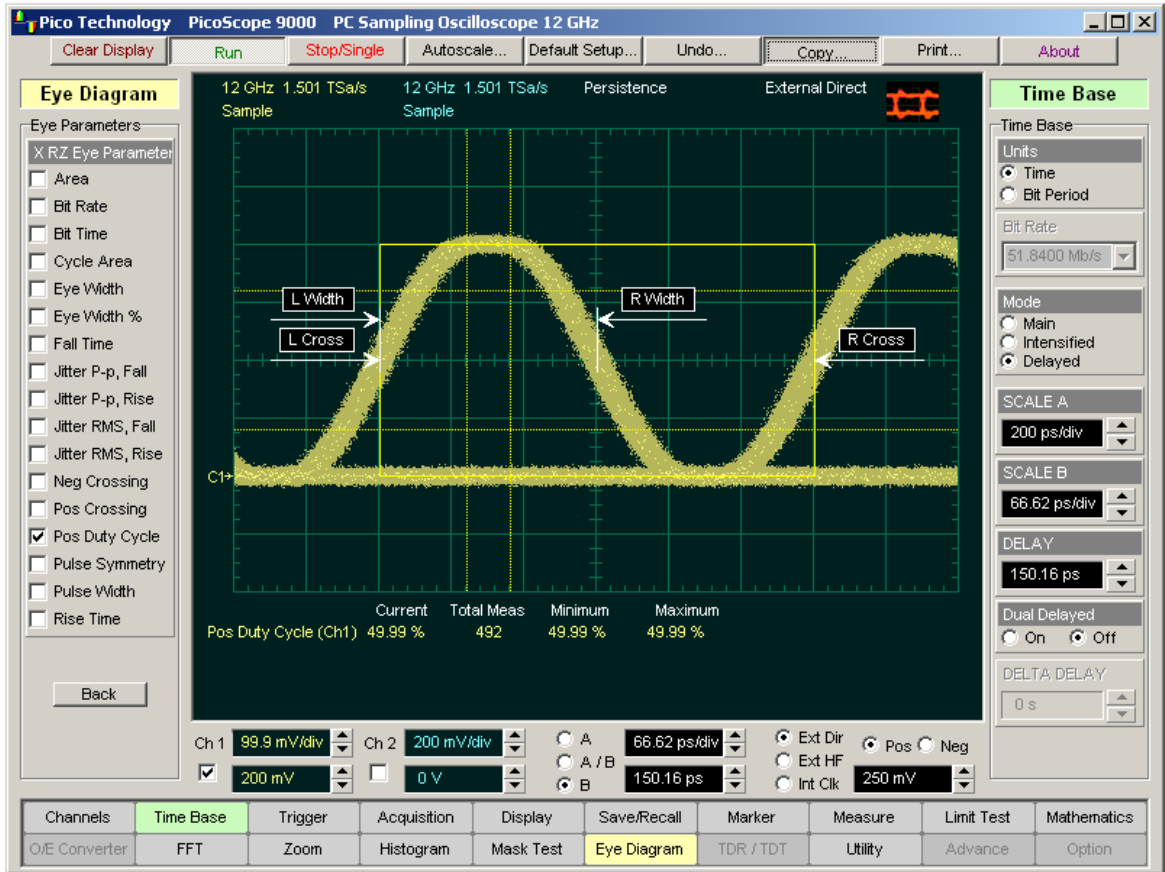 Pico Technology PicoScope 9000 PC Sampling Oscilloscope 12 GHz
Clear Display Run Stop/Single Autoscale... Default Setup... Undo... Copy... Print... About
Eye Diagram
Eye Parameters
X RZ Eye Parameter
Area
Bit Rate
Bit Time
Cycle Area
Eye Width
Eye Width %
Fall Time
Jitter P-p, Fall
Jitter P-p, Rise
Jitter RMS, Fall
Jitter RMS, Rise
Neg Crossing
Pos Crossing
Pos Duty Cycle
Pulse Symmetry
Pulse Width
Rise Time
Back
12 GHz 1.501 TSa/s 12 GHz 1.501 TSa/s Persistence External Direct
Sample Sample
L Width R Width
L Cross R Cross
C1
Current Total Meas Minimum Maximum
Pos Duty Cycle (Ch1) 49.99 % 492 49.99 % 49.99 %
Time Base
Time Base
Units
Time
Bit Period
Bit Rate
51.8400 Mb/s
Mode
Main
Intensified
Delayed
SCALE A
200 ps/div
SCALE B
66.62 ps/div
DELAY
150.16 ps
Dual Delayed
On Off
DELTA DELAY
0 s
Ch 1 99.9 mV/div Ch 2 200 mV/div A 66.62 ps/div Ext Dir Pos Neg
A / B Ext HF
200 mV 0 V B 150.16 ps Int Clk 250 mV
Channels Time Base Trigger Acquisition Display Save/Recall Marker Measure Limit Test Mathematics
O/E Converter FFT Zoom Histogram Mask Test Eye Diagram TDR / TDT Utility Advance Option